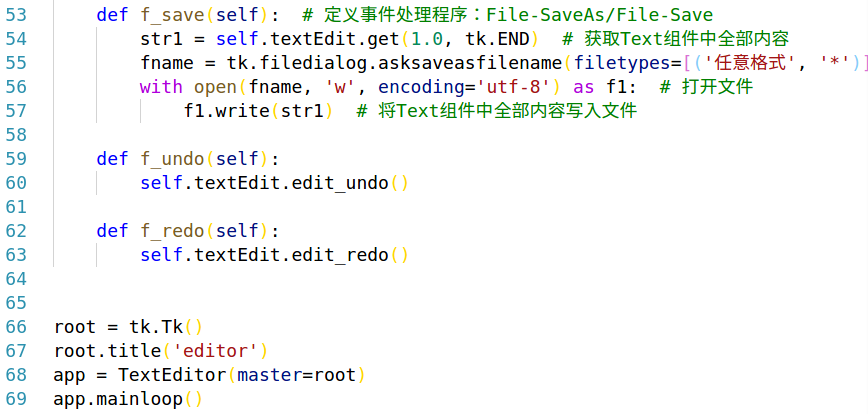 53 def f_save(self):  # 定义事件处理程序：File-SaveAs/File-Save
54 str1 = self.textEdit.get(1.0, tk.END)  # 获取Text组件中全部内容
55 fname = tk.filedialog.asksaveasfilename(filetypes=[('任意格式', '*')]
56 with open(fname, 'w', encoding='utf-8') as f1:  # 打开文件
57 f1.write(str1)  # 将Text组件中全部内容写入文件
58
59 def f_undo(self):
60 self.textEdit.edit_undo()
61
62 def f_redo(self):
63 self.textEdit.edit_redo()
64
65
66 root = tk.Tk()
67 root.title('editor')
68 app = TextEditor(master=root)
69 app.mainloop()